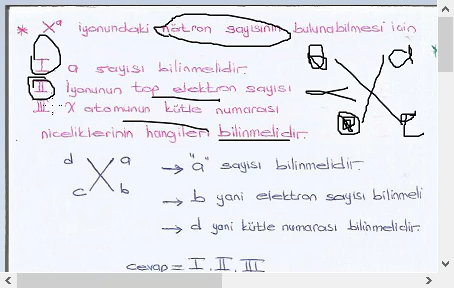 * Xᵃ iyonundaki nötron sayısının bulunabilmesi için
I a sayısı bilinmelidir.
II İyonunun top elektron sayısı
III X atomunun kütle numarası
niceliklerinin hangileri bilinmelidir.
d X a
c b
→ "a" sayısı bilinmelidir.
→ b yani elektron sayısı bilinmeli
→ d yani kütle numarası bilinmelidir.
cevap = I, II, III